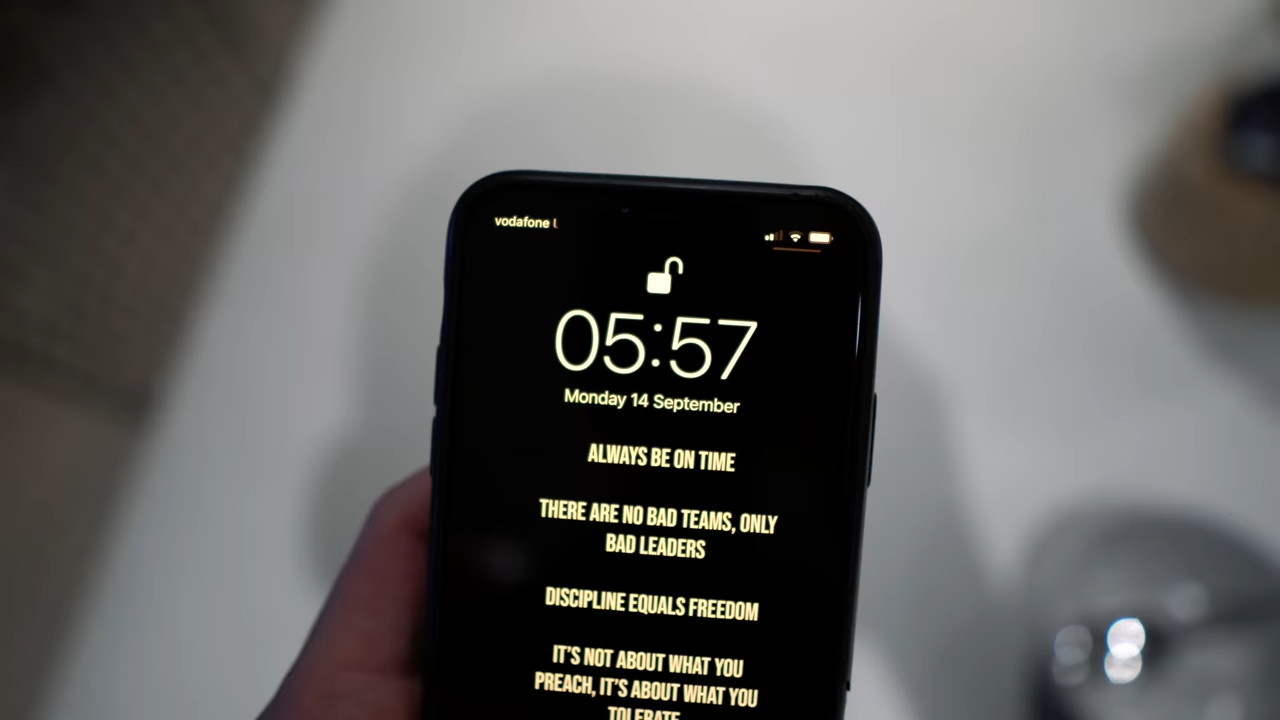 vodafone
05:57
Monday 14 September
ALWAYS BE ON TIME
THERE ARE NO BAD TEAMS, ONLY
BAD LEADERS
DISCIPLINE EQUALS FREEDOM
IT'S NOT ABOUT WHAT YOU
PREACH, IT'S ABOUT WHAT YOU
TOLERATE